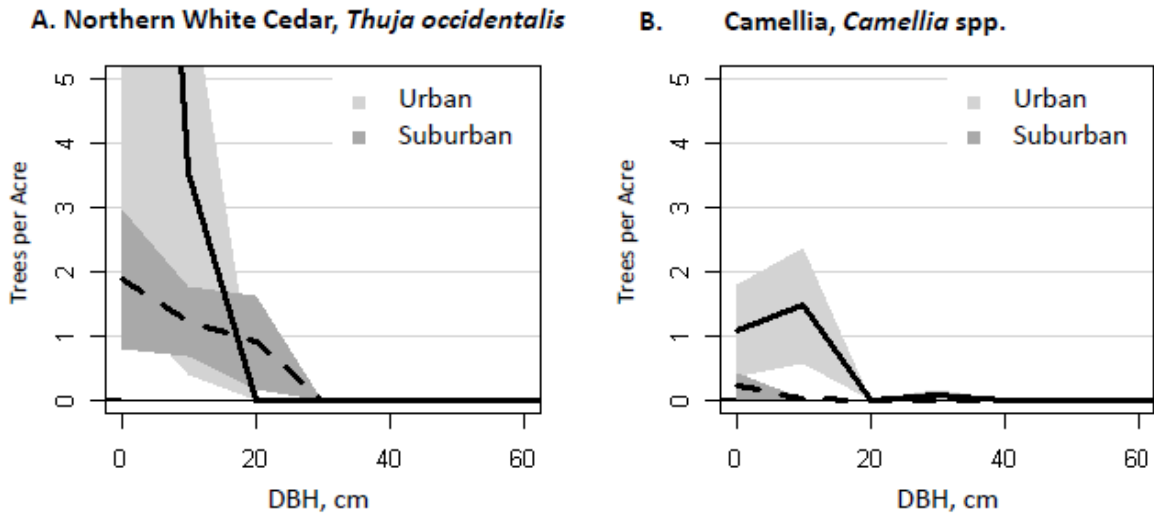 A. Northern White Cedar, Thuja occidentalis
5
4
3
2
1
0
Trees per Acre
Urban
Suburban
0 20 40 60
DBH, cm
B. Camellia, Camellia spp.
5
4
3
2
1
0
Trees per Acre
Urban
Suburban
0 20 40 60
DBH, cm